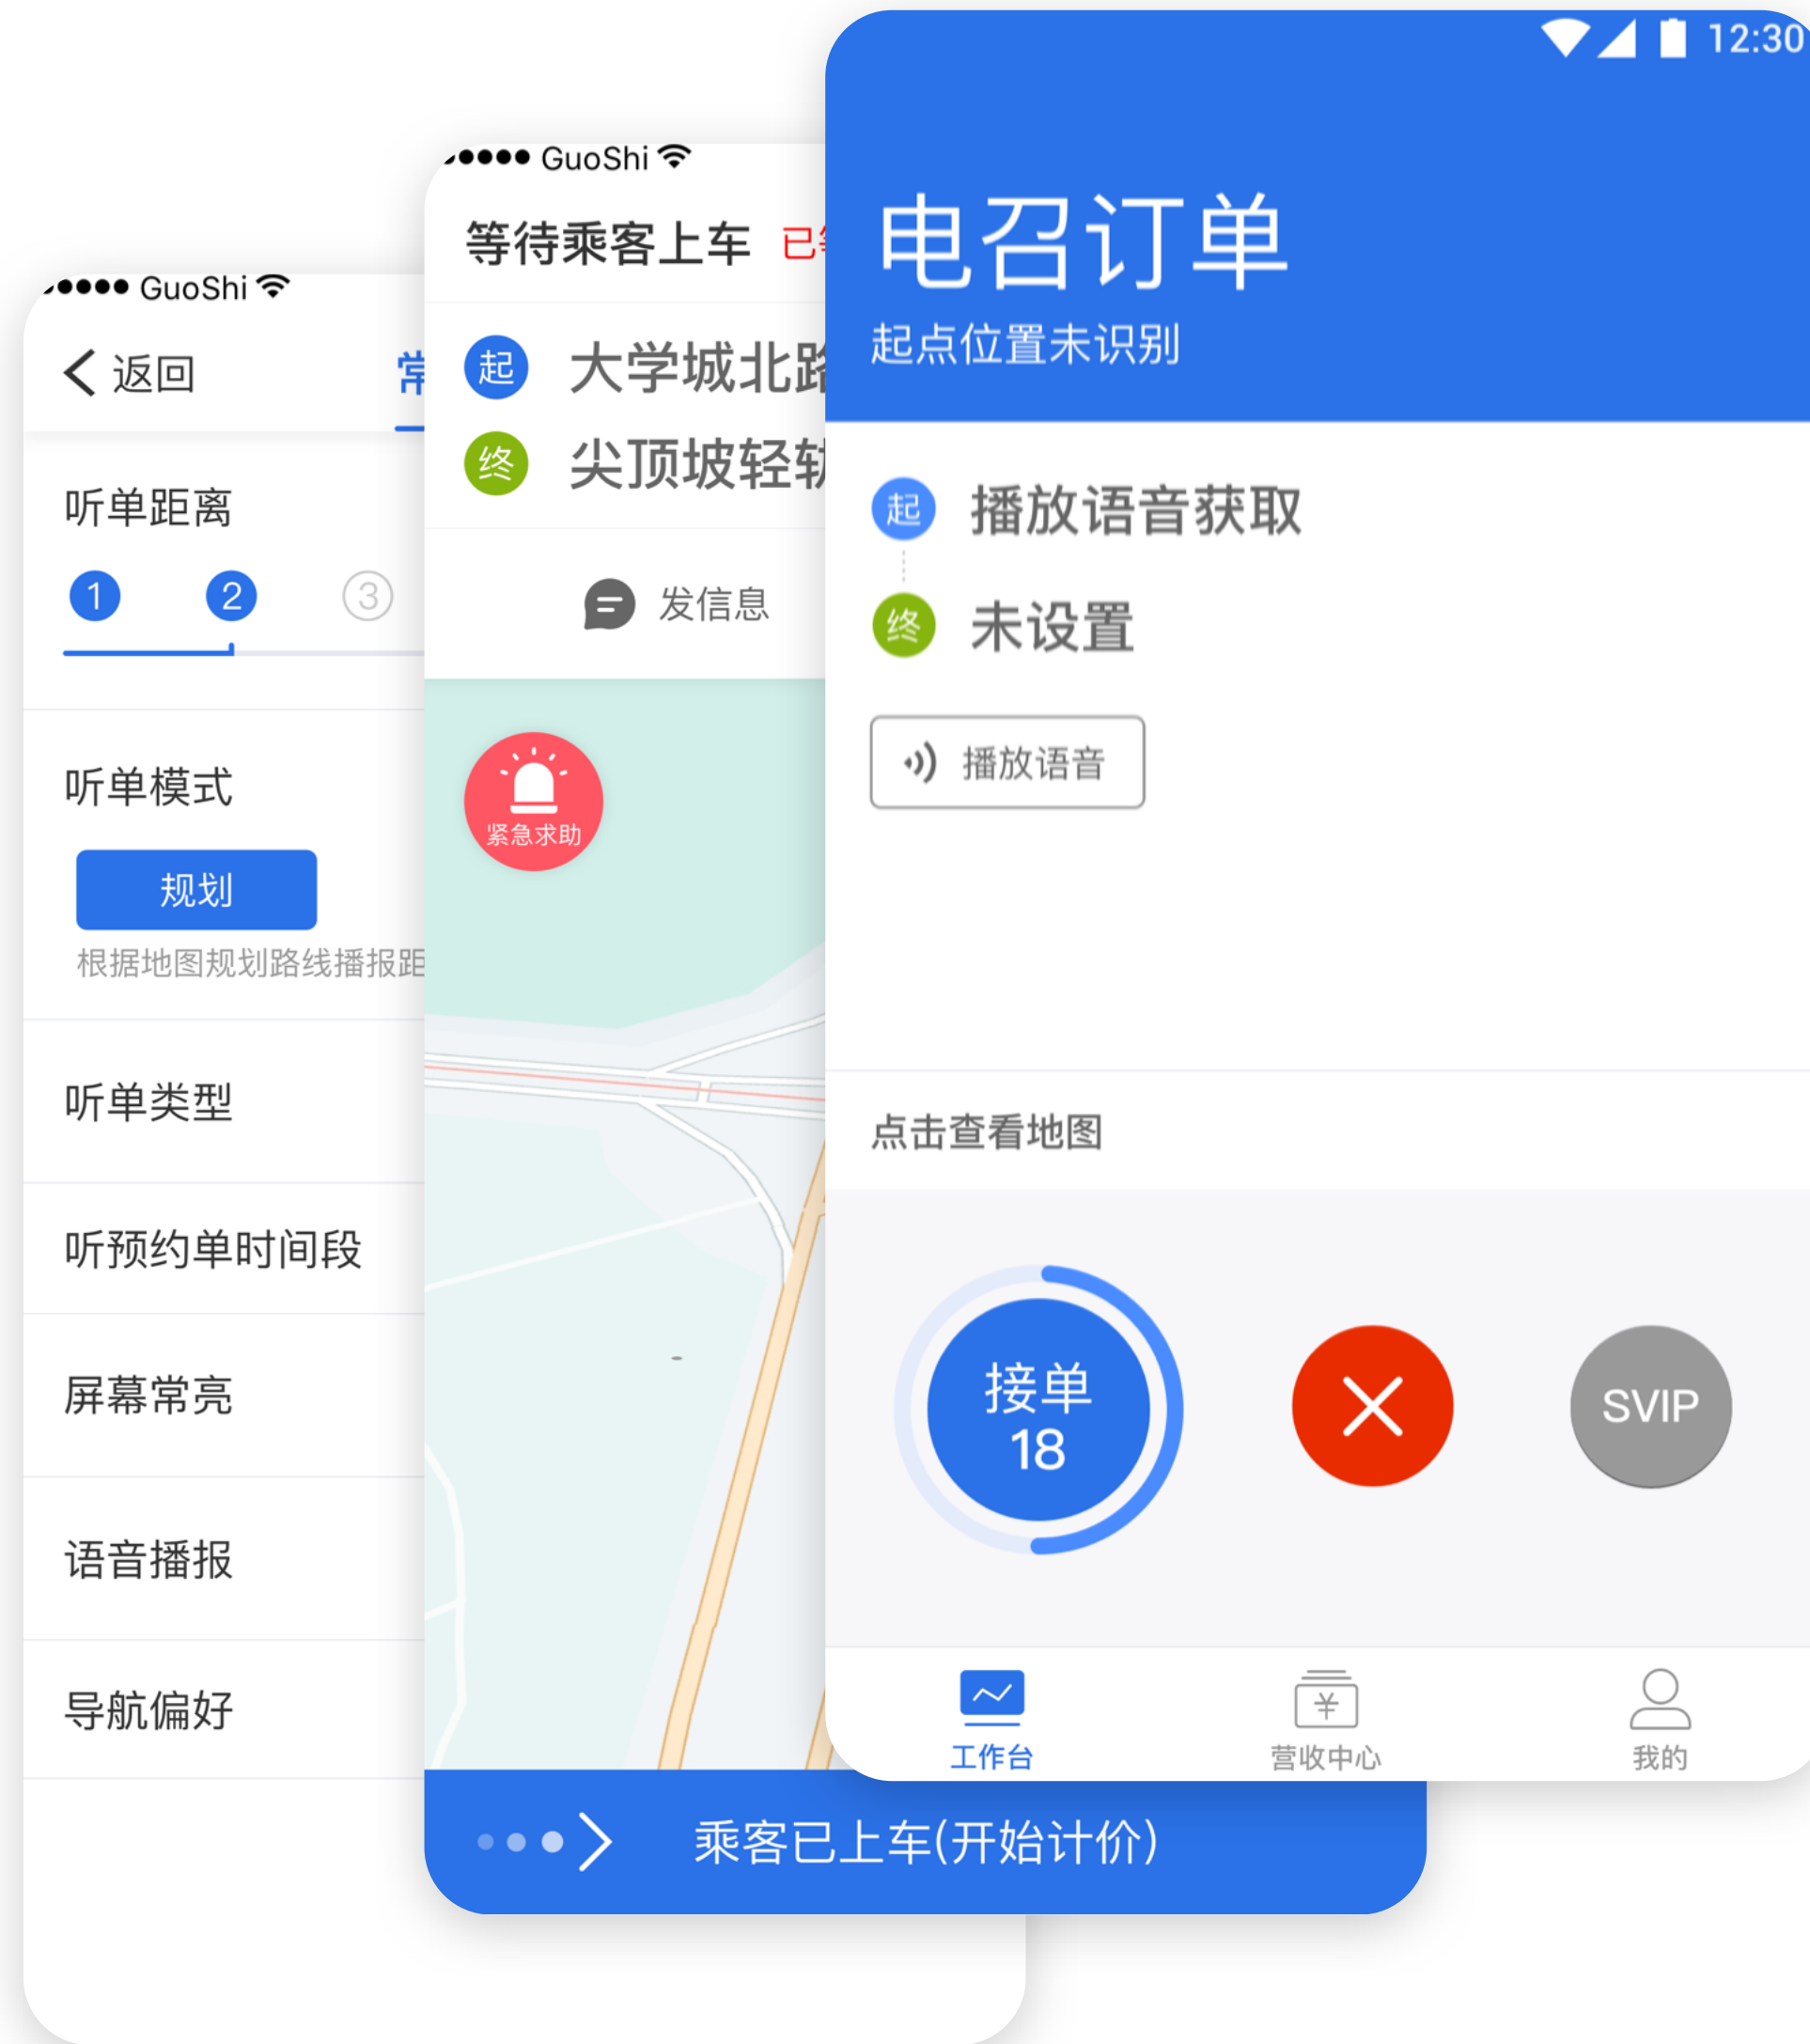 GuoShi
返回
听单距离
1
2
3
听单模式
规划
根据地图规划路线播报距
听单类型
听预约单时间段
屏幕常亮
语音播报
导航偏好
GuoShi
等待乘客上车 已
起 大学城北路
终 尖顶坡轻轨
发信息
紧急求助
乘客已上车(开始计价)
12:30
电召订单
起点位置未识别
起 播放语音获取
终 未设置
播放语音
点击查看地图
接单
18
SVIP
工作台
营收中心
我的